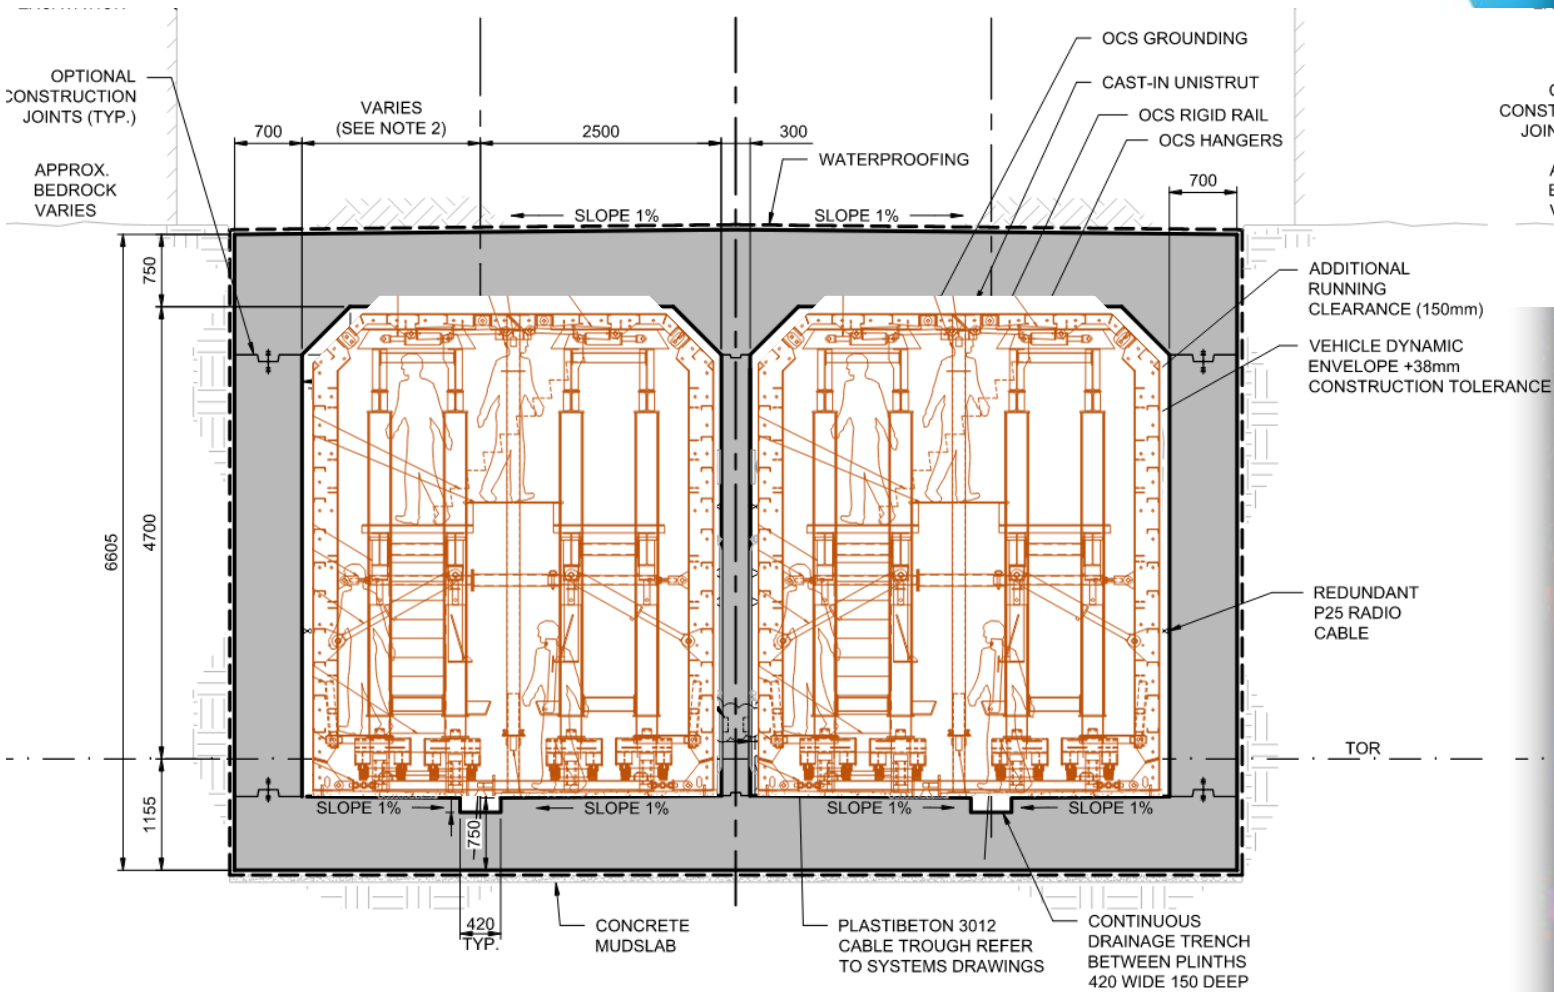 OPTIONAL
CONSTRUCTION
JOINTS (TYP.)
APPROX.
BEDROCK
VARIES
700
VARIES
(SEE NOTE 2)
2500
300
OCS GROUNDING
CAST-IN UNISTRUT
OCS RIGID RAIL
OCS HANGERS
WATERPROOFING
700
SLOPE 1%
SLOPE 1%
750
4700
6605
1155
ADDITIONAL
RUNNING
CLEARANCE (150mm)
VEHICLE DYNAMIC
ENVELOPE +38mm
CONSTRUCTION TOLERANCE
REDUNDANT
P25 RADIO
CABLE
TOR
SLOPE 1%
SLOPE 1%
SLOPE 1%
SLOPE 1%
750
420
TYP.
CONCRETE
MUDSLAB
PLASTIBETON 3012
CABLE TROUGH REFER
TO SYSTEMS DRAWINGS
CONTINUOUS
DRAINAGE TRENCH
BETWEEN PLINTHS
420 WIDE 150 DEEP
CONST
JOIN